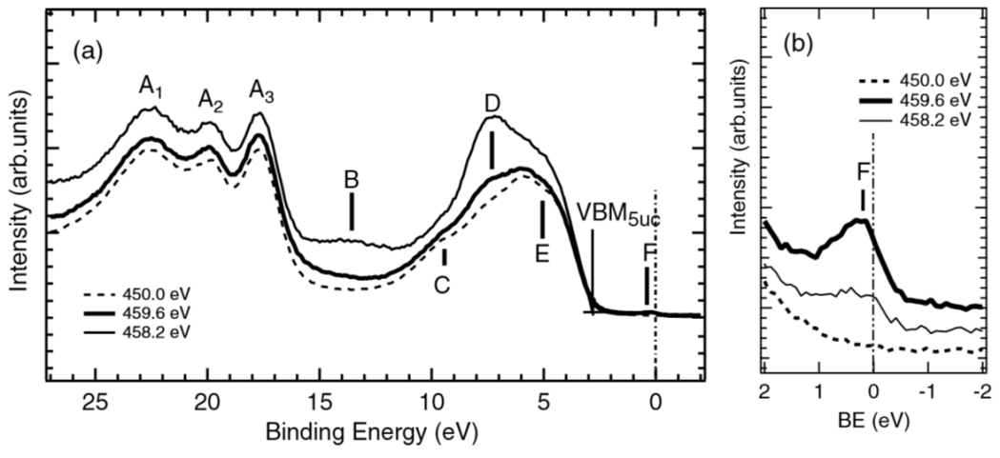 (a)
A1
A2
A3
B
C
D
E
VBM5uc
F
450.0 eV
459.6 eV
458.2 eV
25
20
15
10
5
0
Binding Energy (eV)
Intensity (arb.units)
(b)
450.0 eV
459.6 eV
458.2 eV
F
2
1
0
-1
-2
BE (eV)
Intensity (arb.units)